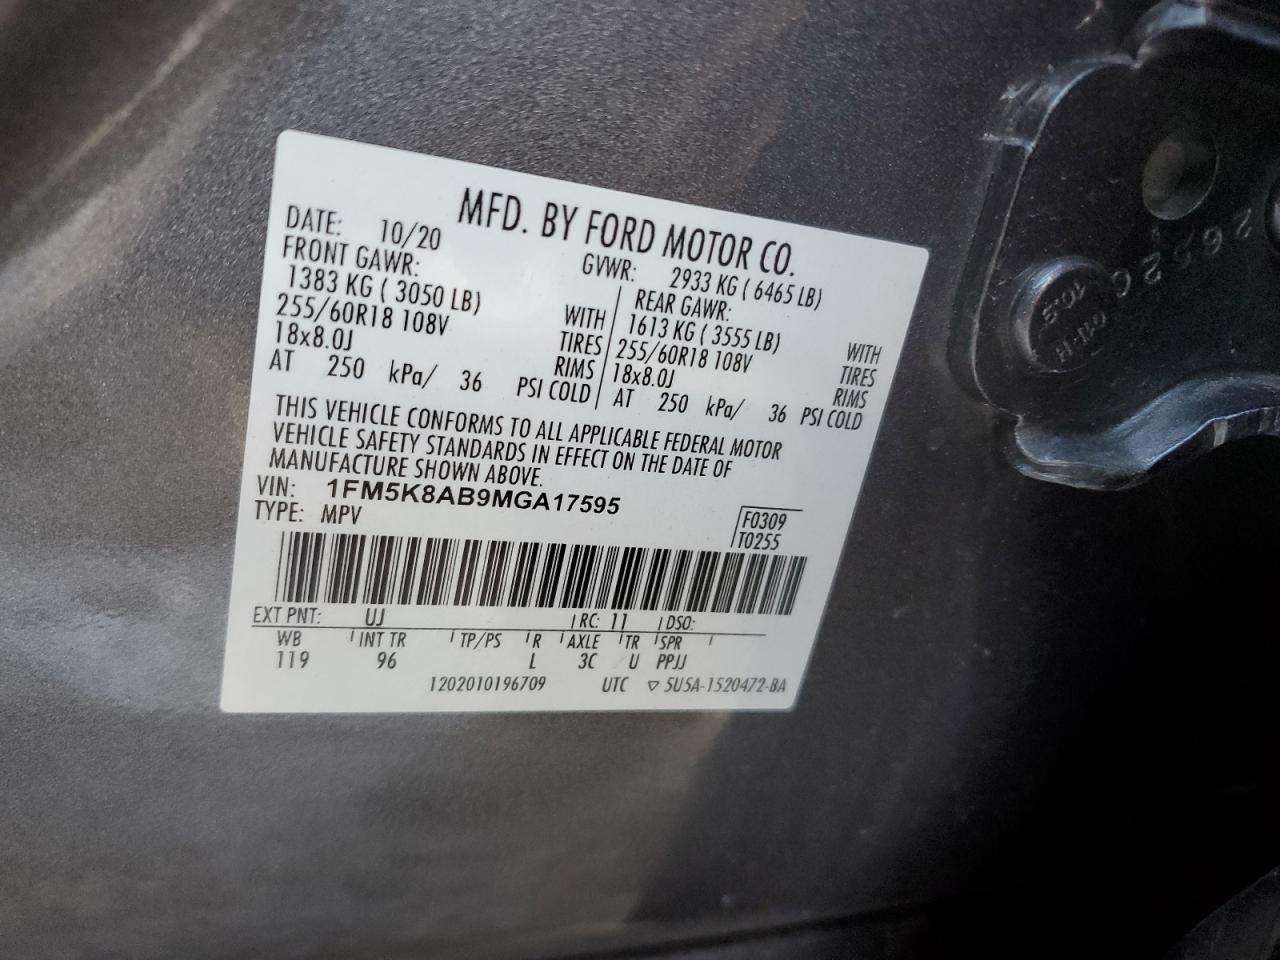 MFD. BY FORD MOTOR CO.
DATE: 10/20 GVWR: 2933 KG ( 6465 LB)
FRONT GAWR: REAR GAWR:
1383 KG ( 3050 LB) WITH 1613 KG ( 3555 LB) WITH
255/60R18 108V TIRES 255/60R18 108V TIRES
18x8.0J RIMS 18x8.0J RIMS
AT 250 kPa/ 36 PSI COLD AT 250 kPa/ 36 PSI COLD
THIS VEHICLE CONFORMS TO ALL APPLICABLE FEDERAL MOTOR
VEHICLE SAFETY STANDARDS IN EFFECT ON THE DATE OF
MANUFACTURE SHOWN ABOVE.
VIN: 1FM5K8AB9MGA17595
TYPE: MPV
F0309
T0255
EXT PNT: UJ RC: 11 DSO:
WB INT TR TP/PS R AXLE TR SPR
119 96 L 3C U PPJJ
1202010196709 UTC ▽ 5U5A-1520472-BA